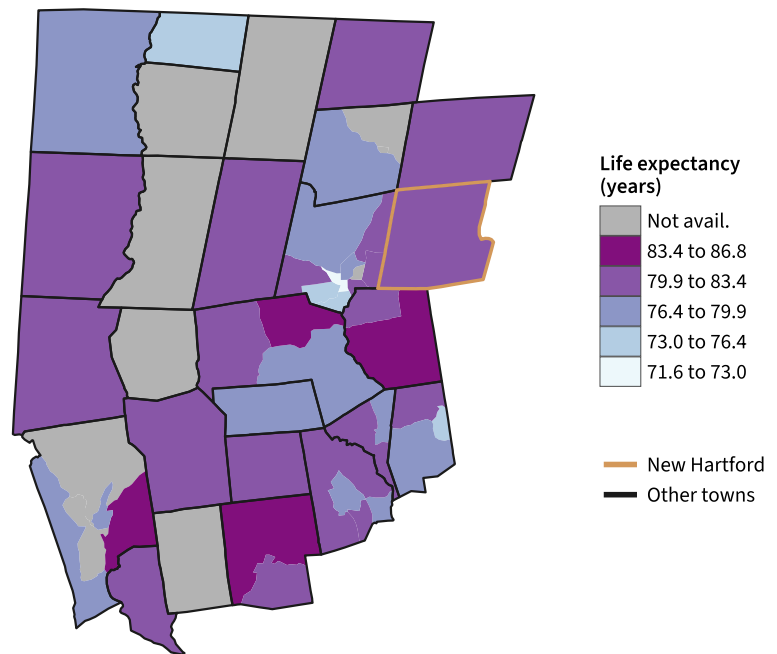 Life expectancy
(years)
Not avail.
83.4 to 86.8
79.9 to 83.4
76.4 to 79.9
73.0 to 76.4
71.6 to 73.0
New Hartford
Other towns